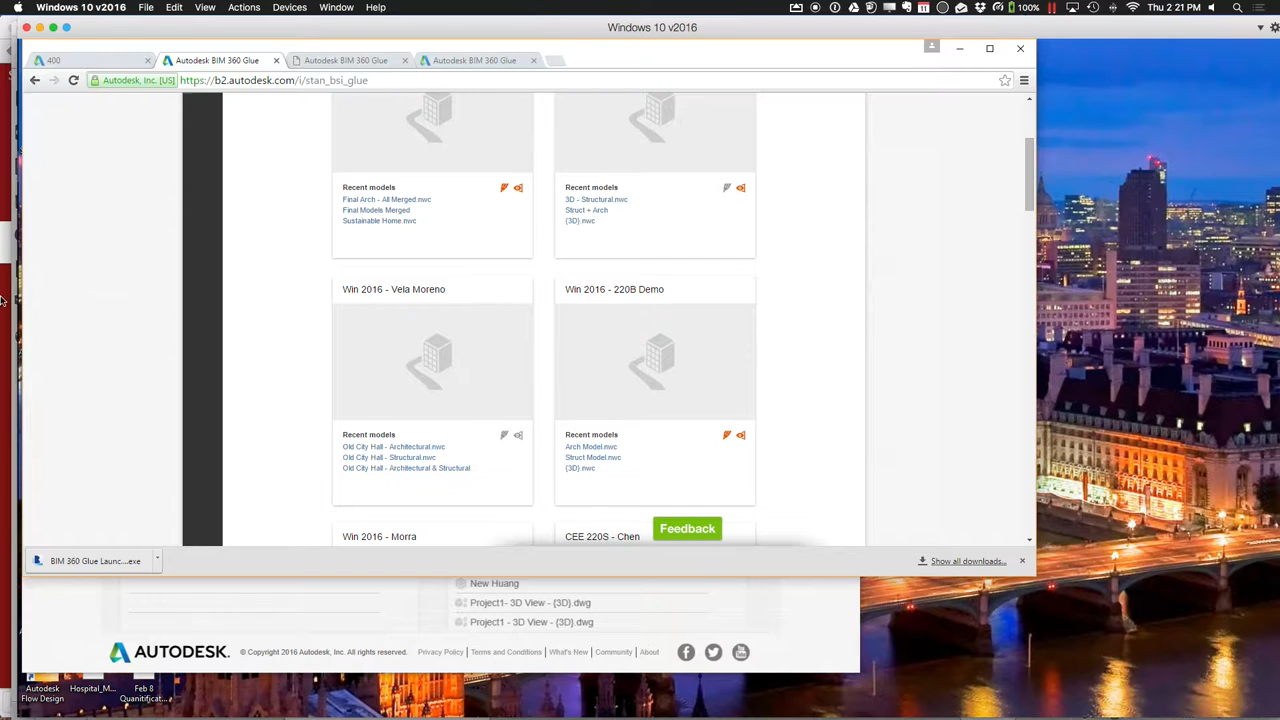 Windows 10 v2016 File Edit View Actions Devices Window Help 11 100% Thu 2:21 PM
Windows 10 v2016
400 Autodesk BIM 360 Glue Autodesk BIM 360 Glue Autodesk BIM 360 Glue
Autodesk, Inc. [US] https://b2.autodesk.com/i/stan_bsi_glue
Recent models
Final Arch - All Merged.nwc
Final Models Merged
Sustainable Home.nwc
Recent models
3D - Structural.nwc
Struct + Arch
{3D}.nwc
Win 2016 - Vela Moreno
Recent models
Old City Hall - Architectural.nwc
Old City Hall - Structural.nwc
Old City Hall - Architectural & Structural
Win 2016 - 220B Demo
Recent models
Arch Model.nwc
Struct Model.nwc
{3D}.nwc
Win 2016 - Morra
CEE 220S - Chen
Feedback
BIM 360 Glue Launc....exe
Show all downloads...
New Huang
Project1- 3D View - {3D}.dwg
Project1 - 3D View - {3D}.dwg
AUTODESK. © Copyright 2016 Autodesk, Inc. All rights reserved. Privacy Policy | Terms and Conditions | What's New | Community | About
Autodesk
Flow Design
Hospital_M...
Feb 8
Quanitifjcat...